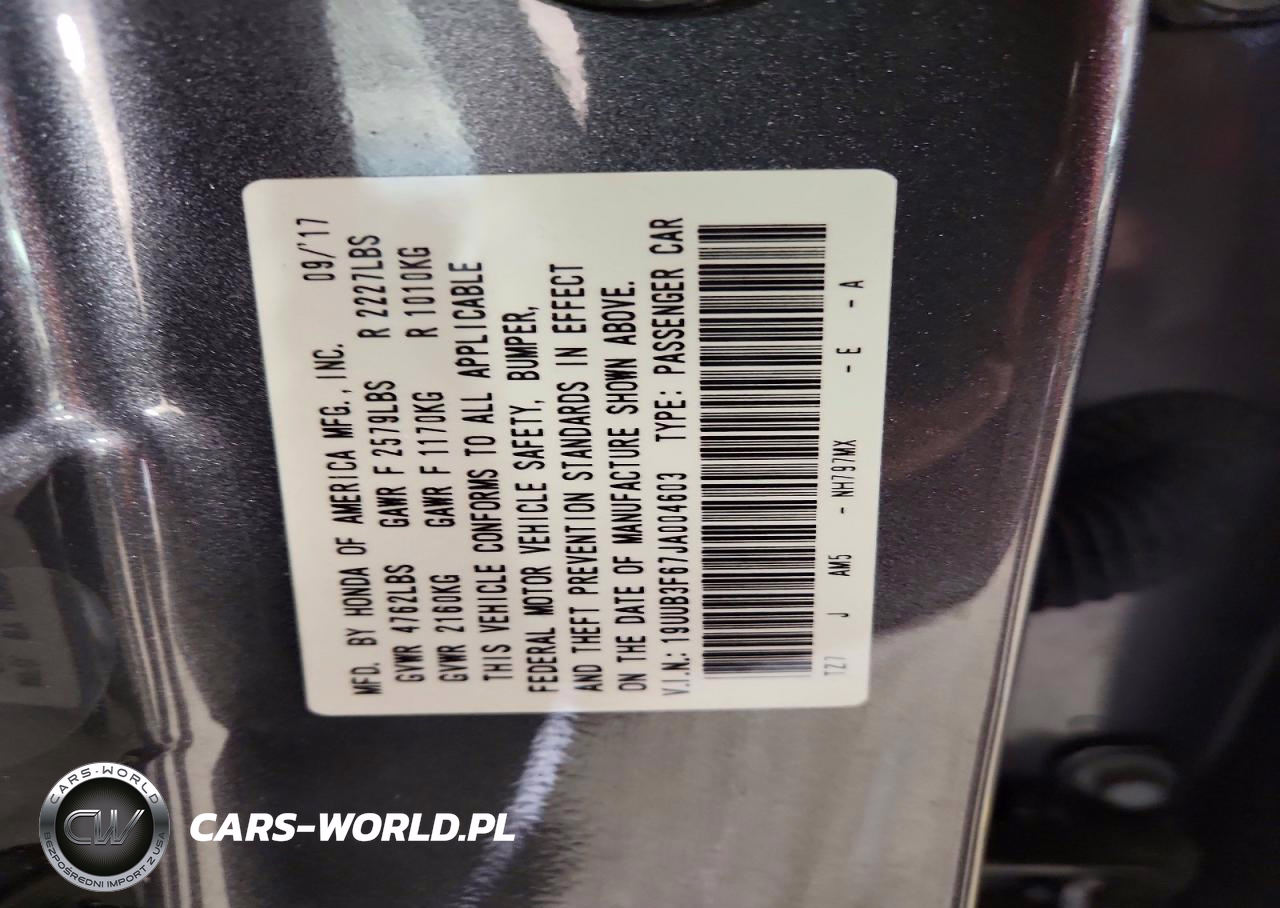 MFD. BY HONDA OF AMERICA MFG., INC. 09/'17
GVWR 4762LBS GAWR F 2579LBS R 2227LBS
GVWR 2160KG GAWR F 1170KG R 1010KG
THIS VEHICLE CONFORMS TO ALL APPLICABLE
FEDERAL MOTOR VEHICLE SAFETY, BUMPER,
AND THEFT PREVENTION STANDARDS IN EFFECT
ON THE DATE OF MANUFACTURE SHOWN ABOVE.
V.I.N.: 19UUB3F67JA004603 TYPE: PASSENGER CAR
TZ7 J AM5 - NH797MX - E - A
CARS-WORLD
CW
BEZPOŚREDNI IMPORT Z USA
CARS-WORLD.PL